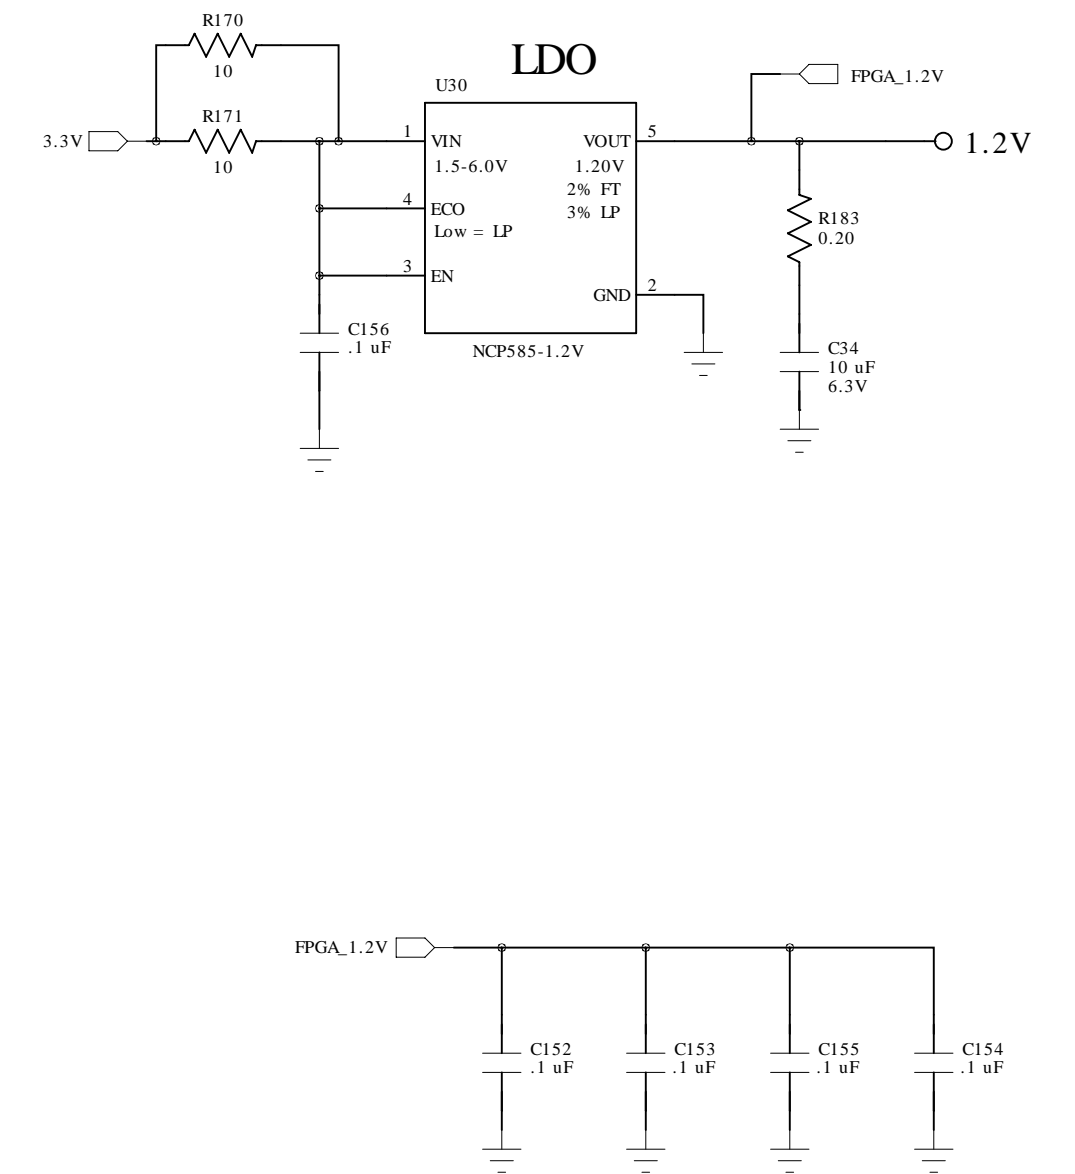 R170
10
LDO
FPGA_1.2V
U30
R171
10
3.3V
1
VIN
1.5-6.0V
VOUT
5
1.20V
2% FT
3% LP
1.2V
4
ECO
Low = LP
R183
0.20
3
EN
GND
2
C156
.1 uF
NCP585-1.2V
C34
10 uF
6.3V
FPGA_1.2V
C152
.1 uF
C153
.1 uF
C155
.1 uF
C154
.1 uF